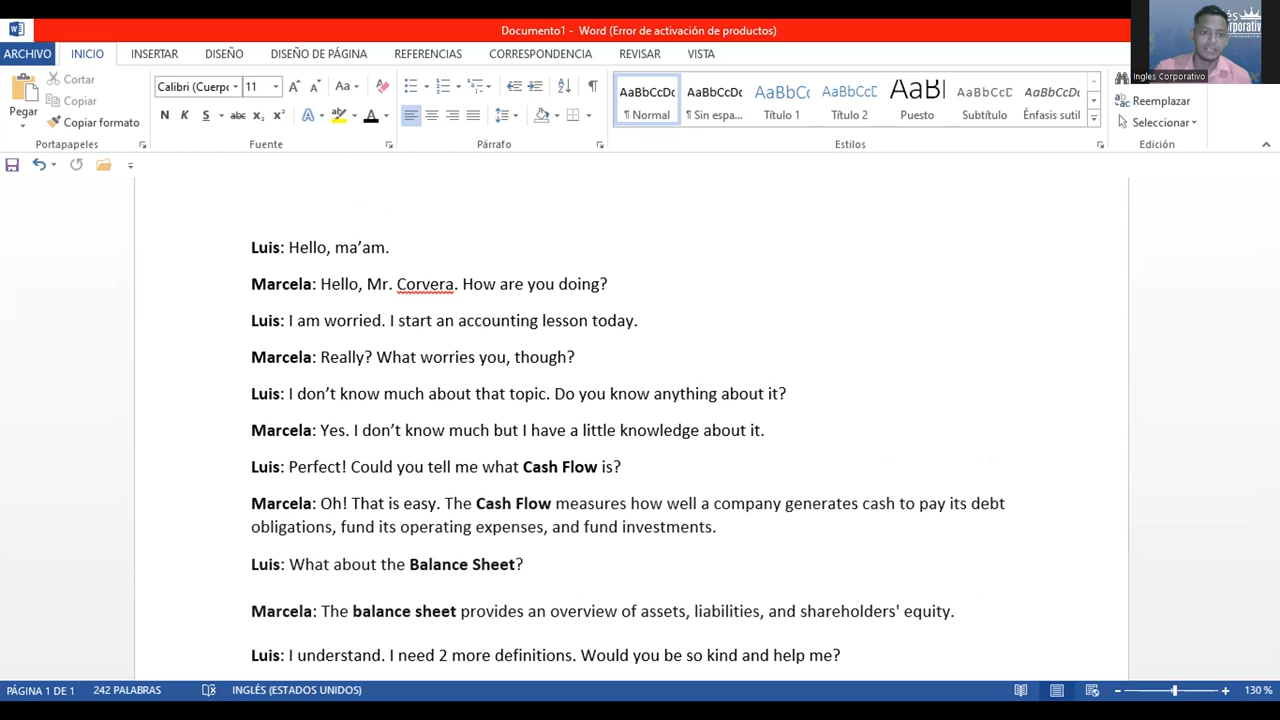 Documento1 - Word (Error de activación de productos)
ARCHIVO INICIO INSERTAR DISEÑO DISEÑO DE PÁGINA REFERENCIAS CORRESPONDENCIA REVISAR VISTA
Ingles Corporativo
Pegar
Cortar
Copiar
Copiar formato
Portapapeles
Calibri (Cuerpo 11
Fuente
Párrafo
AaBbCcDc AaBbCcDc AaBbCc AaBbCcD AaBb AaBbCcD AaBbCcDc
¶ Normal ¶ Sin espa... Título 1 Título 2 Puesto Subtítulo Énfasis sutil
Estilos
Reemplazar
Seleccionar
Edición
Luis: Hello, ma’am.
Marcela: Hello, Mr. Corvera. How are you doing?
Luis: I am worried. I start an accounting lesson today.
Marcela: Really? What worries you, though?
Luis: I don’t know much about that topic. Do you know anything about it?
Marcela: Yes. I don’t know much but I have a little knowledge about it.
Luis: Perfect! Could you tell me what Cash Flow is?
Marcela: Oh! That is easy. The Cash Flow measures how well a company generates cash to pay its debt
obligations, fund its operating expenses, and fund investments.
Luis: What about the Balance Sheet?
Marcela: The balance sheet provides an overview of assets, liabilities, and shareholders' equity.
Luis: I understand. I need 2 more definitions. Would you be so kind and help me?
PÁGINA 1 DE 1 242 PALABRAS INGLÉS (ESTADOS UNIDOS) 130 %